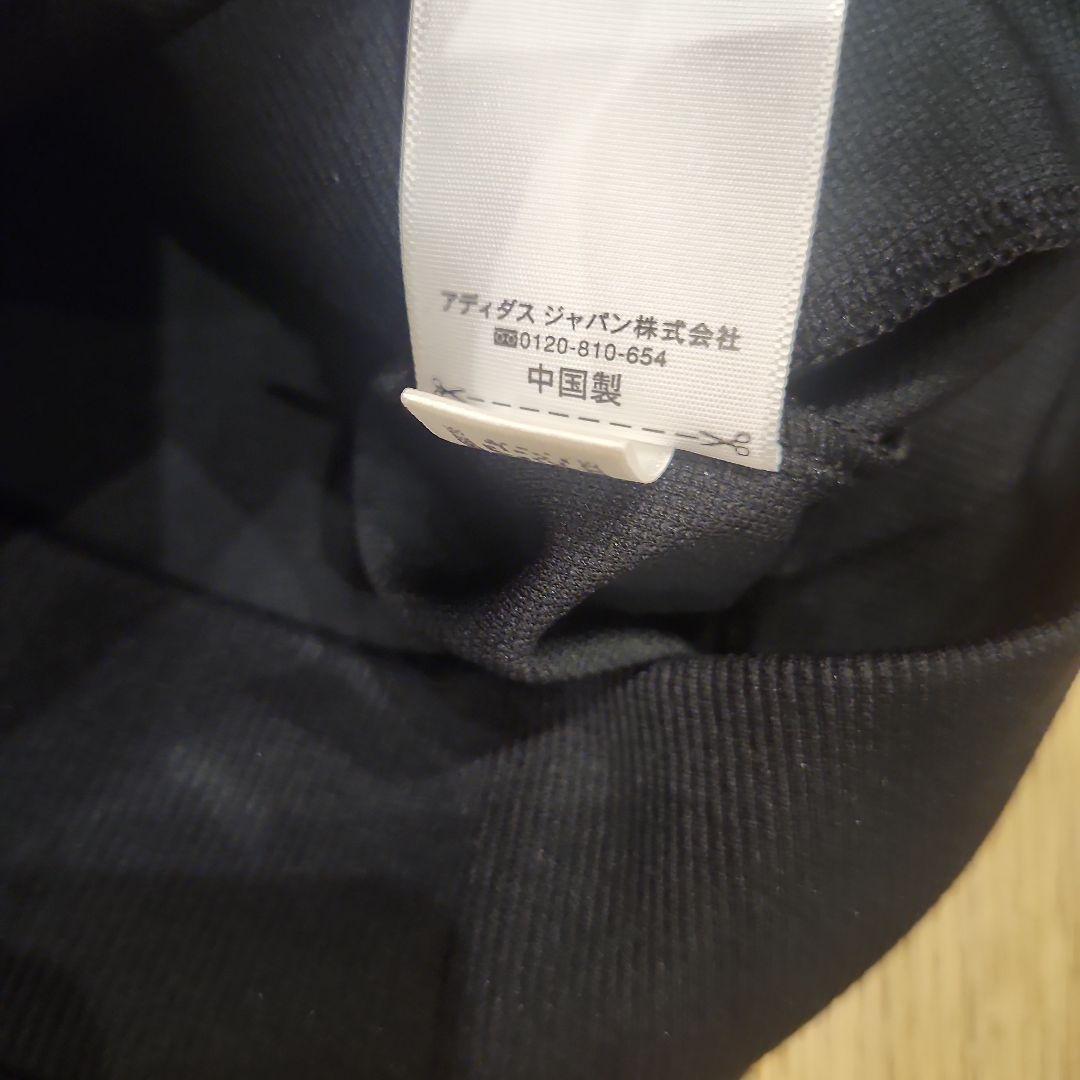 アディダス ジャパン株式会社
0120-810-654
中国製